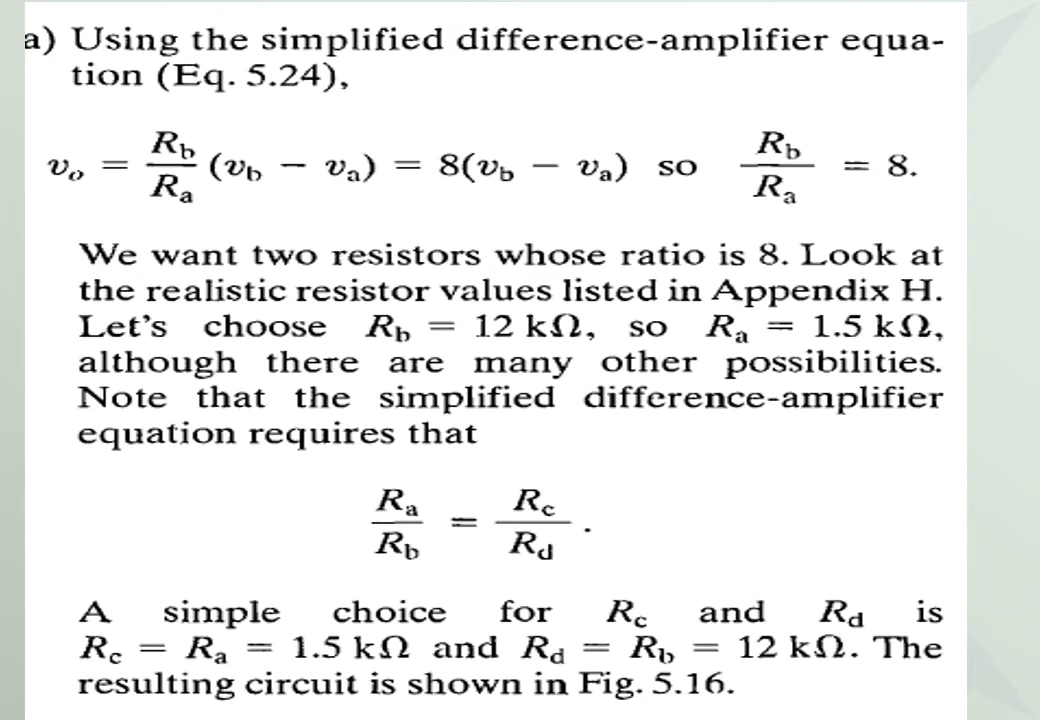 a) Using the simplified difference-amplifier equa-
tion (Eq. 5.24),
v_o = R_b/R_a (v_b − v_a) = 8(v_b − v_a) so R_b/R_a = 8.
We want two resistors whose ratio is 8. Look at
the realistic resistor values listed in Appendix H.
Let's choose R_b = 12 kΩ, so R_a = 1.5 kΩ,
although there are many other possibilities.
Note that the simplified difference-amplifier
equation requires that
R_a/R_b = R_c/R_d.
A simple choice for R_c and R_d is
R_c = R_a = 1.5 kΩ and R_d = R_b = 12 kΩ. The
resulting circuit is shown in Fig. 5.16.